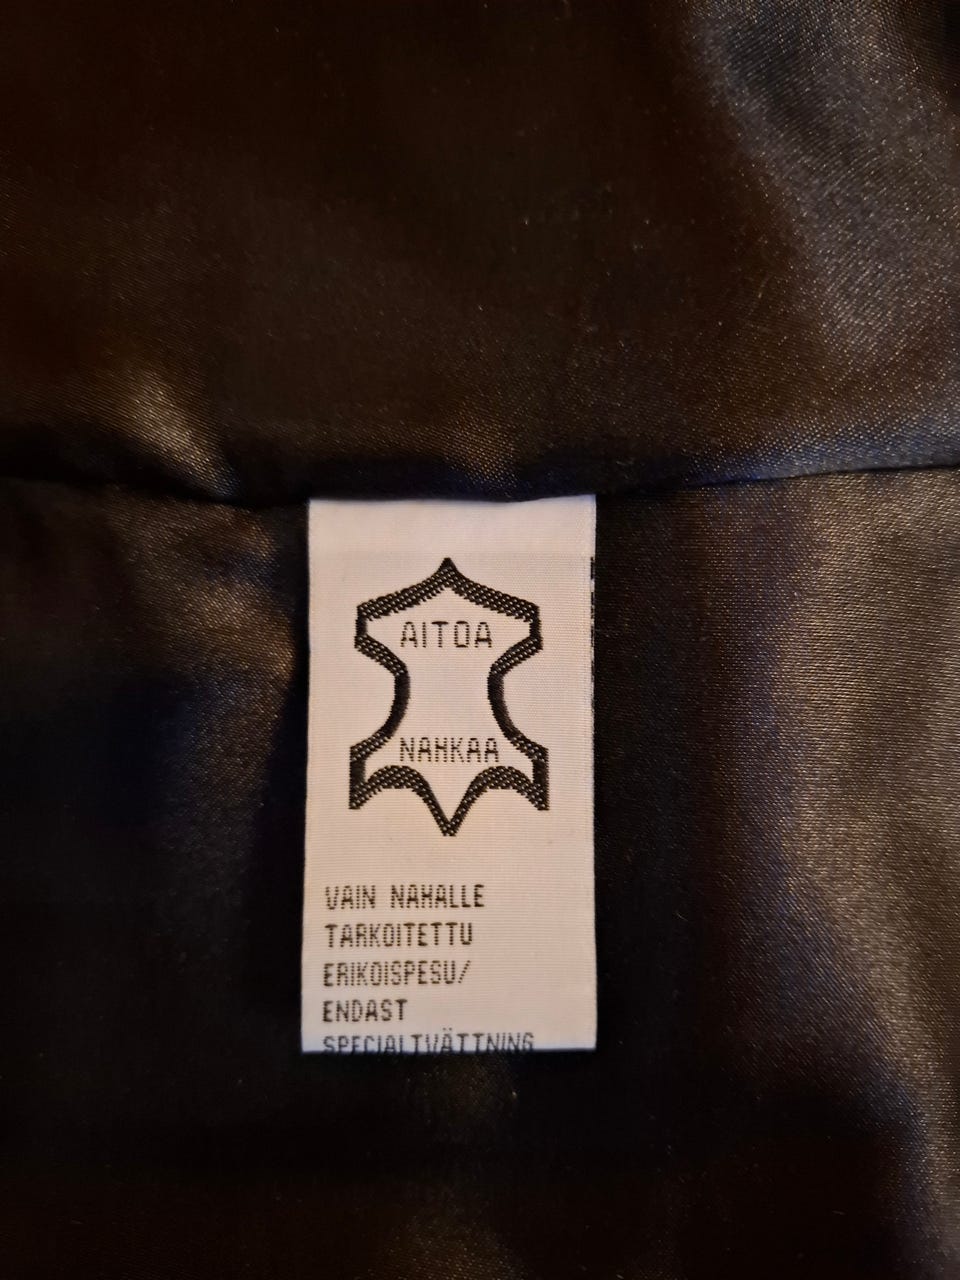 AITOA
NAHKAA
VAIN NAHALLE
TARKOITETTU
ERIKOISPESU/
ENDAST
SPECIALTVÄTTNING